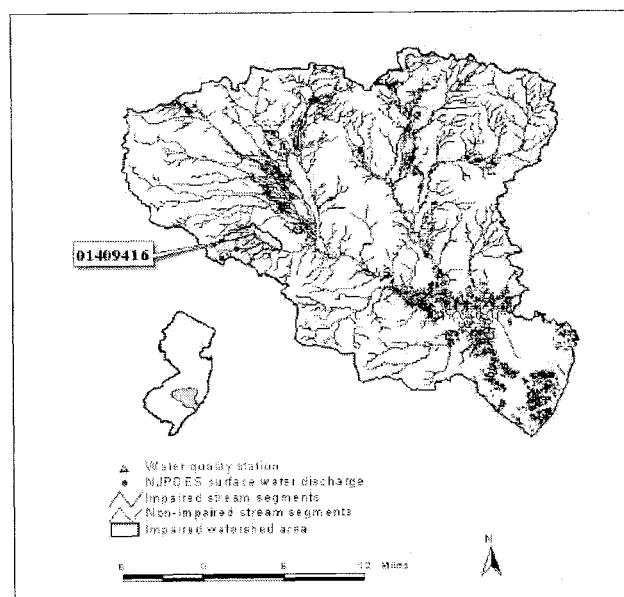 01409416
Water quality station
NJPDES surface water discharge
Impaired stream segments
Non-impaired stream segments
Impaired watershed area
N
6 0 6 12 Miles